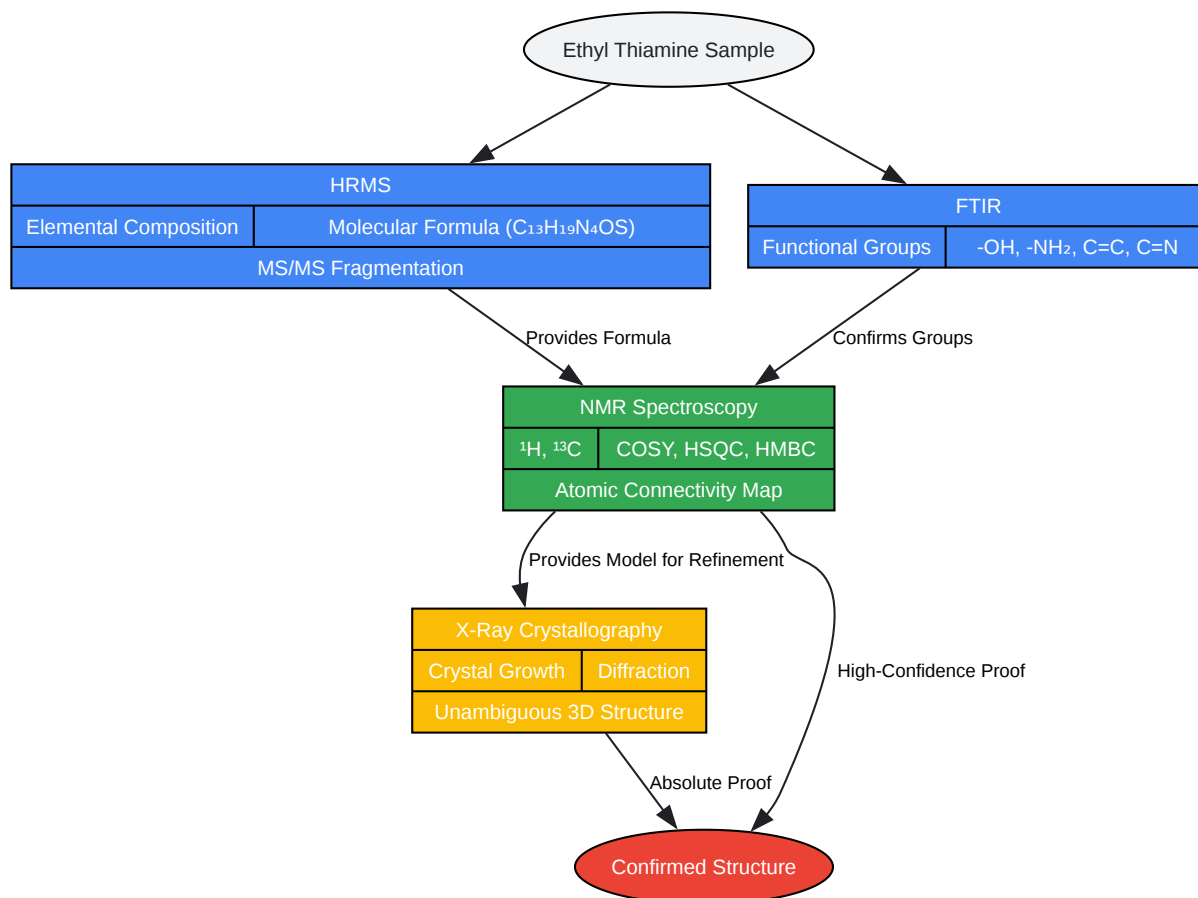 Ethyl Thiamine Sample
HRMS
Elemental Composition
Molecular Formula (C₁₃H₁₉N₄OS)
MS/MS Fragmentation
FTIR
Functional Groups
-OH, -NH₂, C=C, C=N
Provides Formula
Confirms Groups
NMR Spectroscopy
¹H, ¹³C
COSY, HSQC, HMBC
Atomic Connectivity Map
Provides Model for Refinement
X-Ray Crystallography
Crystal Growth
Diffraction
Unambiguous 3D Structure
High-Confidence Proof
Absolute Proof
Confirmed Structure